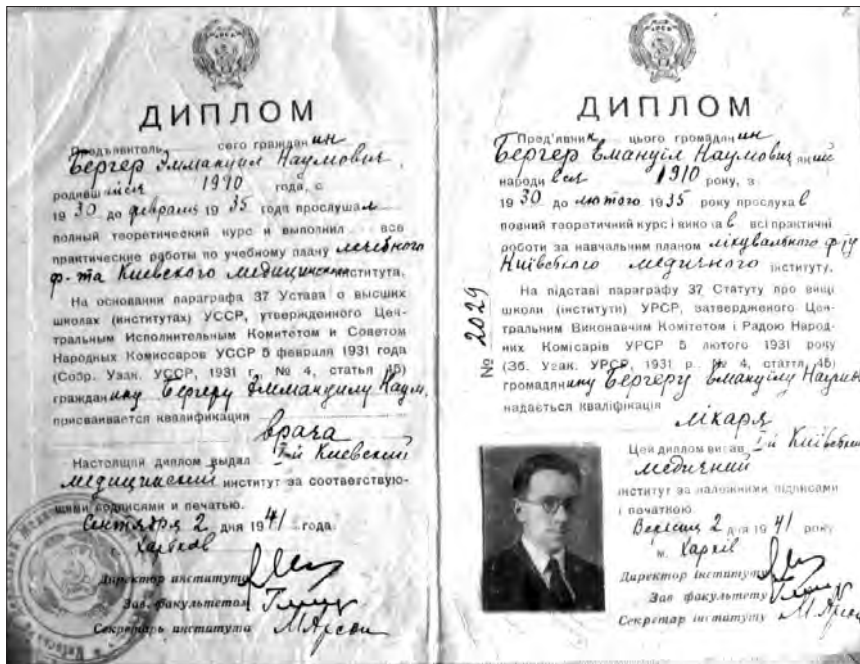 ДИПЛОМ
Предъявитель сего гражданин
Бергер Эммануил Наумович,
родившийся 1910 года, с
1930 до февраля 1935 года прослушал
полный теоретический курс и выполнил все
практические работы по учебному плану лечебного
ф-та Киевского медицинск. института.
На основании параграфа 37 Устава о высших
школах (институтах) УССР, утвержденного Цен-
тральным Исполнительным Комитетом и Советом
Народных Комиссаров УССР 5 февраля 1931 года
(Собр. Узак. УССР, 1931 г., № 4, статья 45)
гражданину Бергеру Эммануилу Наум.
присваивается квалификация
врача
Настоящий диплом выдал I-й Киевский
медицинский институт за соответствую-
щими подписями и печатью.
Сентября 2 дня 1941 года.
г. Харьков
Директор института
Зав. факультетом
Секретарь института
№ 2029
ДИПЛОМ
Пред'явник цього громадянин
Бергер Емануїл Наумович який
народився 1910 року, з
1930 до лютого 1935 року прослухав
повний теоретичний курс і виконав всі практичні
роботи за навчальним планом лікувального ф-ту
Київського медичного інституту.
На підставі параграфу 37 Статуту про вищі
школи (інститути) УРСР, затвердженого Цен-
тральним Виконавчим Комітетом і Радою Народ-
них Комісарів УРСР 5 лютого 1931 року
(Зб. Узак. УРСР, 1931 р., № 4, стаття 45)
громадянину Бергеру Емануїлу Наумов.
надається кваліфікація
лікаря
Цей диплом видав I-й Київський
медичний
інститут за належними підписами
і печаткою.
Вересня 2 дня 1941 року
м. Харків
Директор інституту
Зав факультету
Секретар інституту